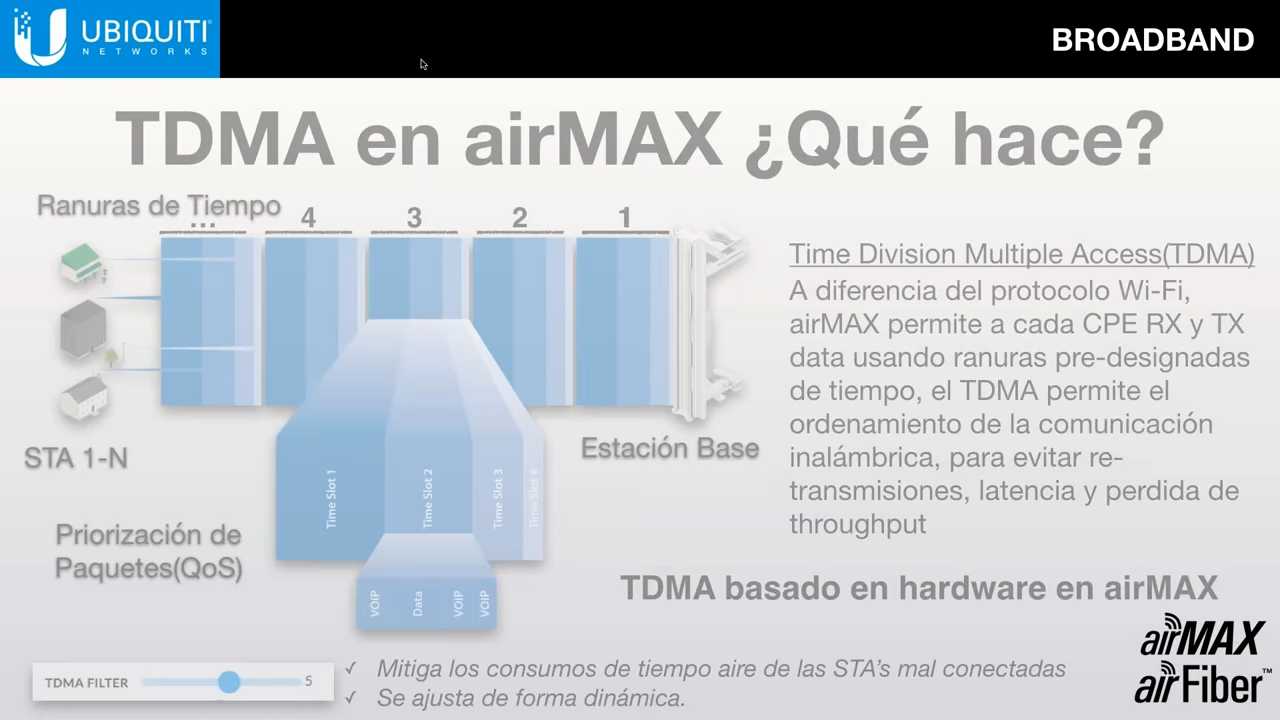 UBIQUITI
NETWORKS
BROADBAND
TDMA en airMAX ¿Qué hace?
Ranuras de Tiempo
... 4 3 2 1
Time Division Multiple Access(TDMA)
A diferencia del protocolo Wi-Fi,
airMAX permite a cada CPE RX y TX
data usando ranuras pre-designadas
de tiempo, el TDMA permite el
ordenamiento de la comunicación
inalámbrica, para evitar re-
transmisiones, latencia y perdida de
throughput
STA 1-N
Estación Base
Time Slot 1
Time Slot 2
Time Slot 3
Time Slot 4
Priorización de
Paquetes(QoS)
VOIP
Data
VOIP
VOIP
TDMA basado en hardware en airMAX
airMAX
airFiber™
TDMA FILTER 5
✓ Mitiga los consumos de tiempo aire de las STA's mal conectadas
✓ Se ajusta de forma dinámica.